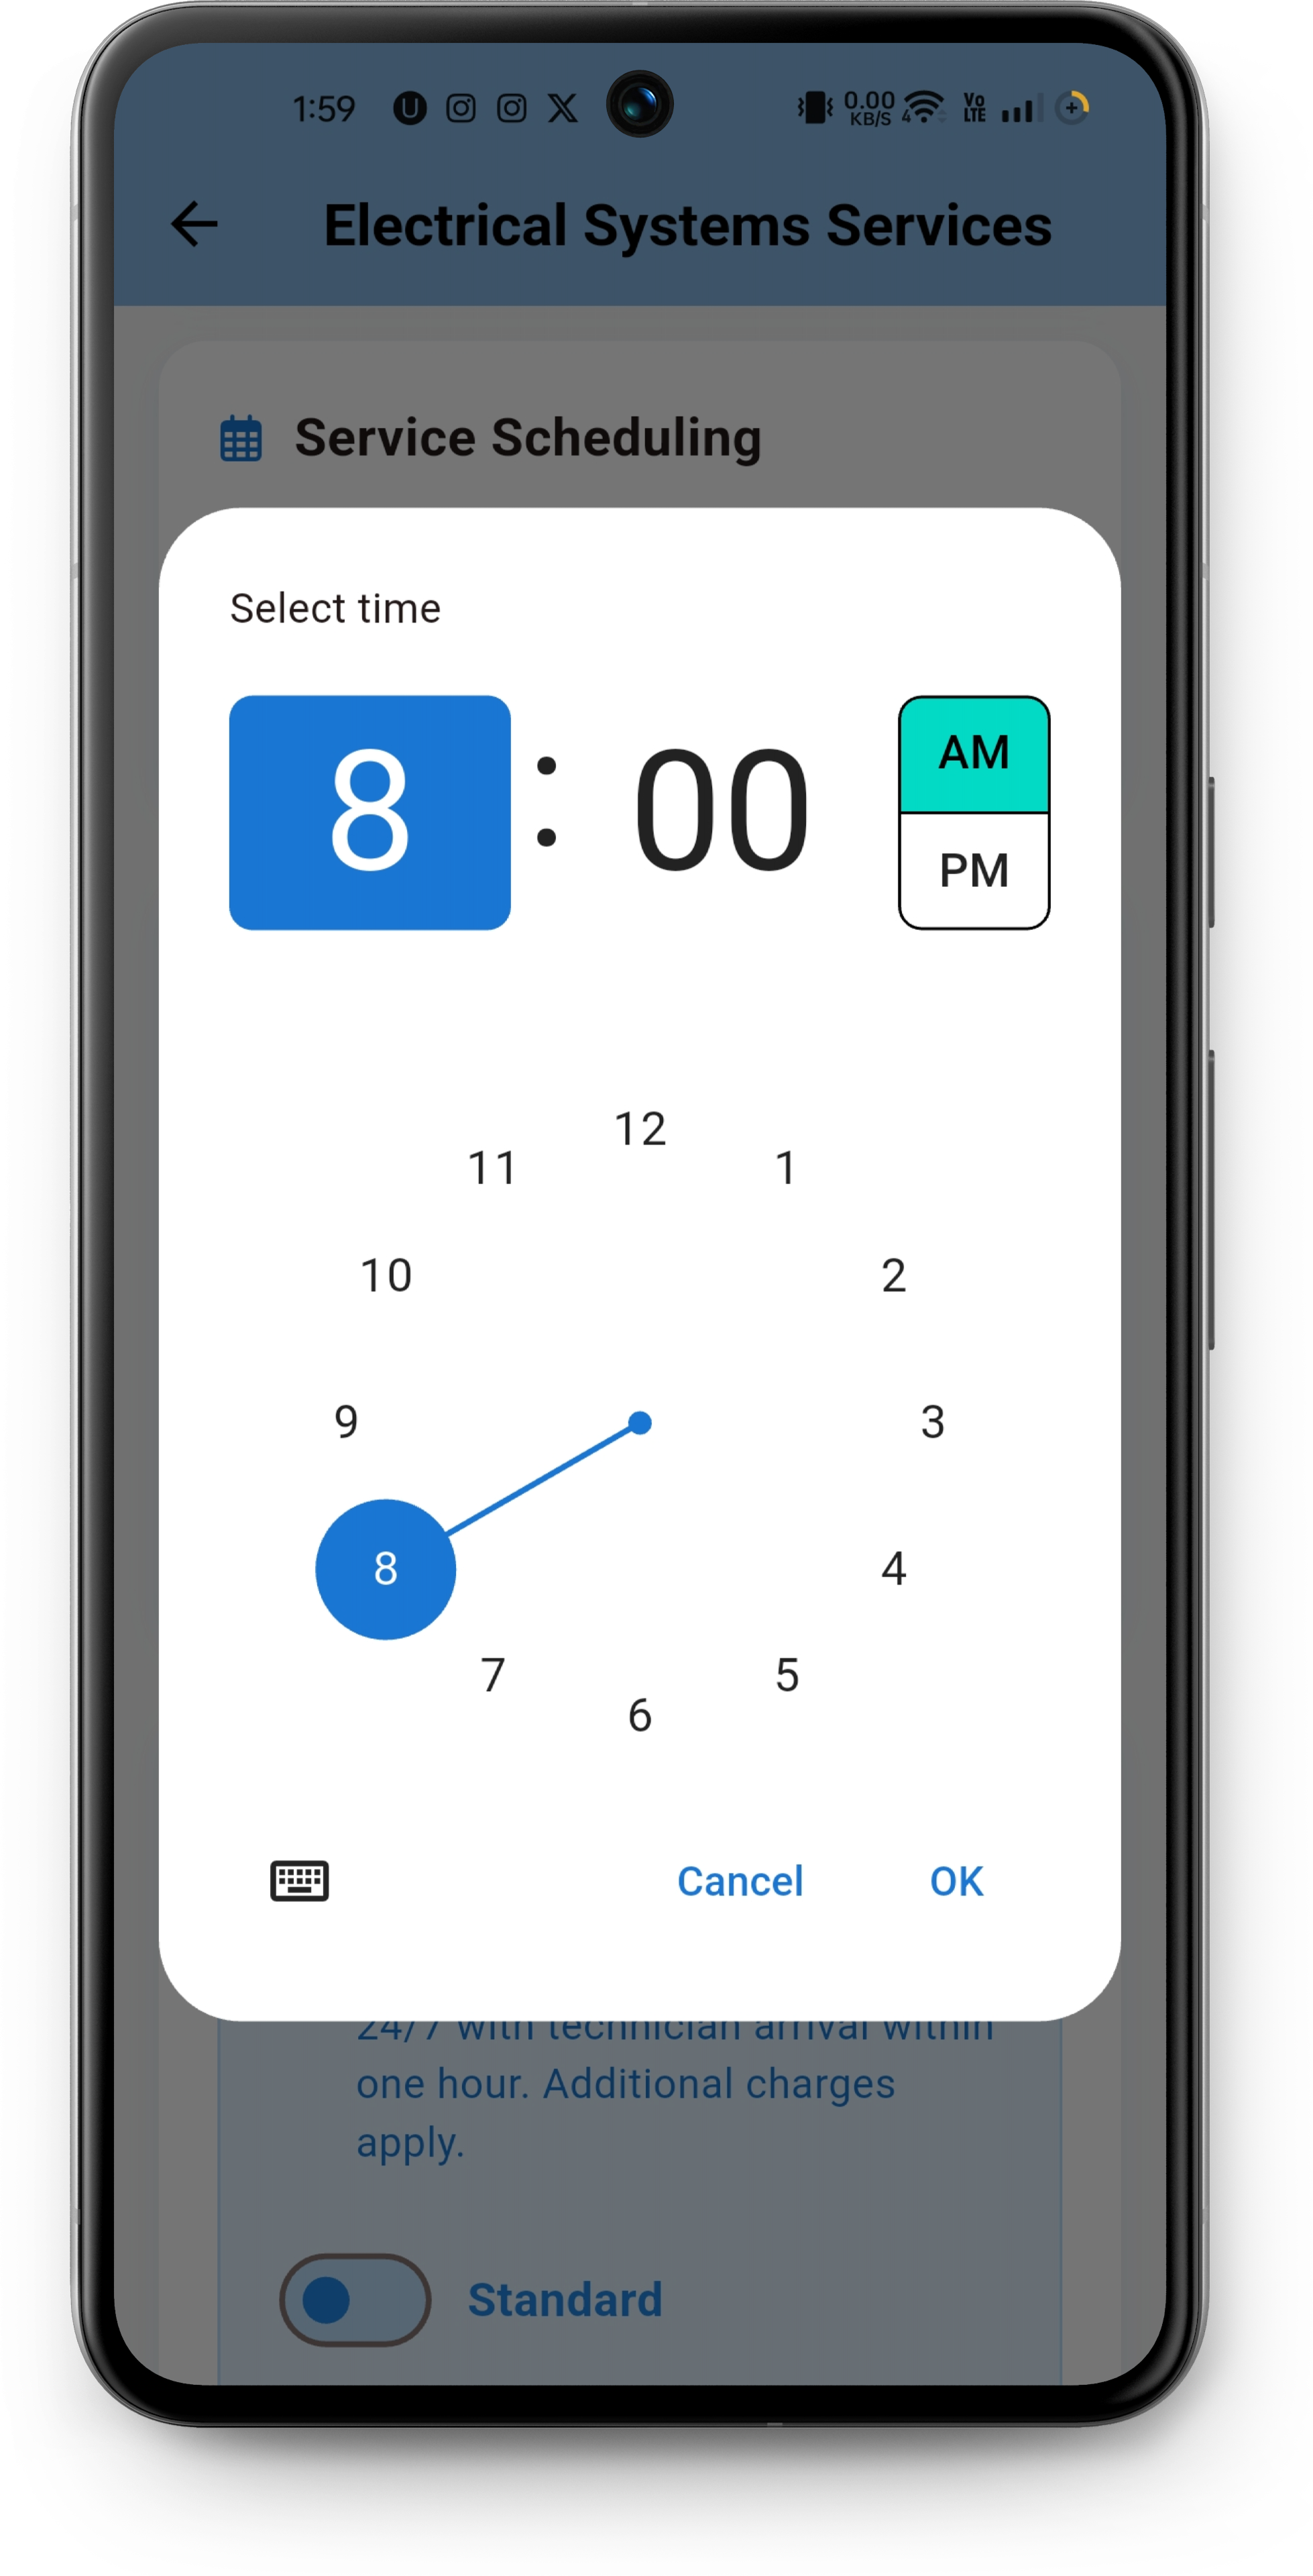 1:59 U 0.00 KB/S 4 Vo LTE
Electrical Systems Services
Service Scheduling
Select time
8 : 00
AM
PM
12
11 1
10 2
9 3
8 4
7 5
6
Cancel OK
24/7 with technician arrival within
one hour. Additional charges
apply.
Standard